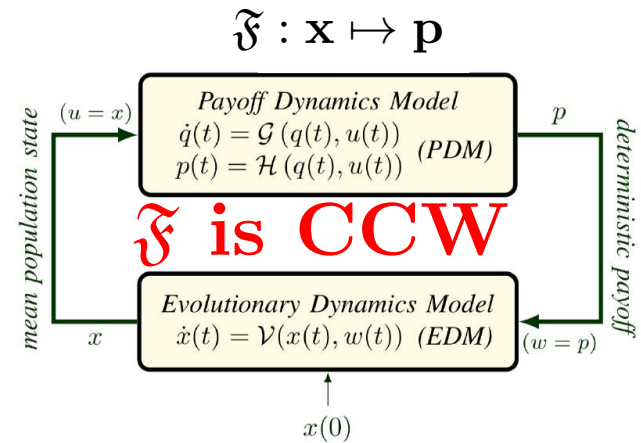 𝔉 : x ↦ p
mean population state
(u = x)
Payoff Dynamics Model
q̇(t) = 𝒢 (q(t), u(t))
p(t) = ℋ (q(t), u(t))
(PDM)
p
deterministic payoff
𝔉 is CCW
Evolutionary Dynamics Model
ẋ(t) = 𝒱(x(t), w(t)) (EDM)
x
(w = p)
x(0)